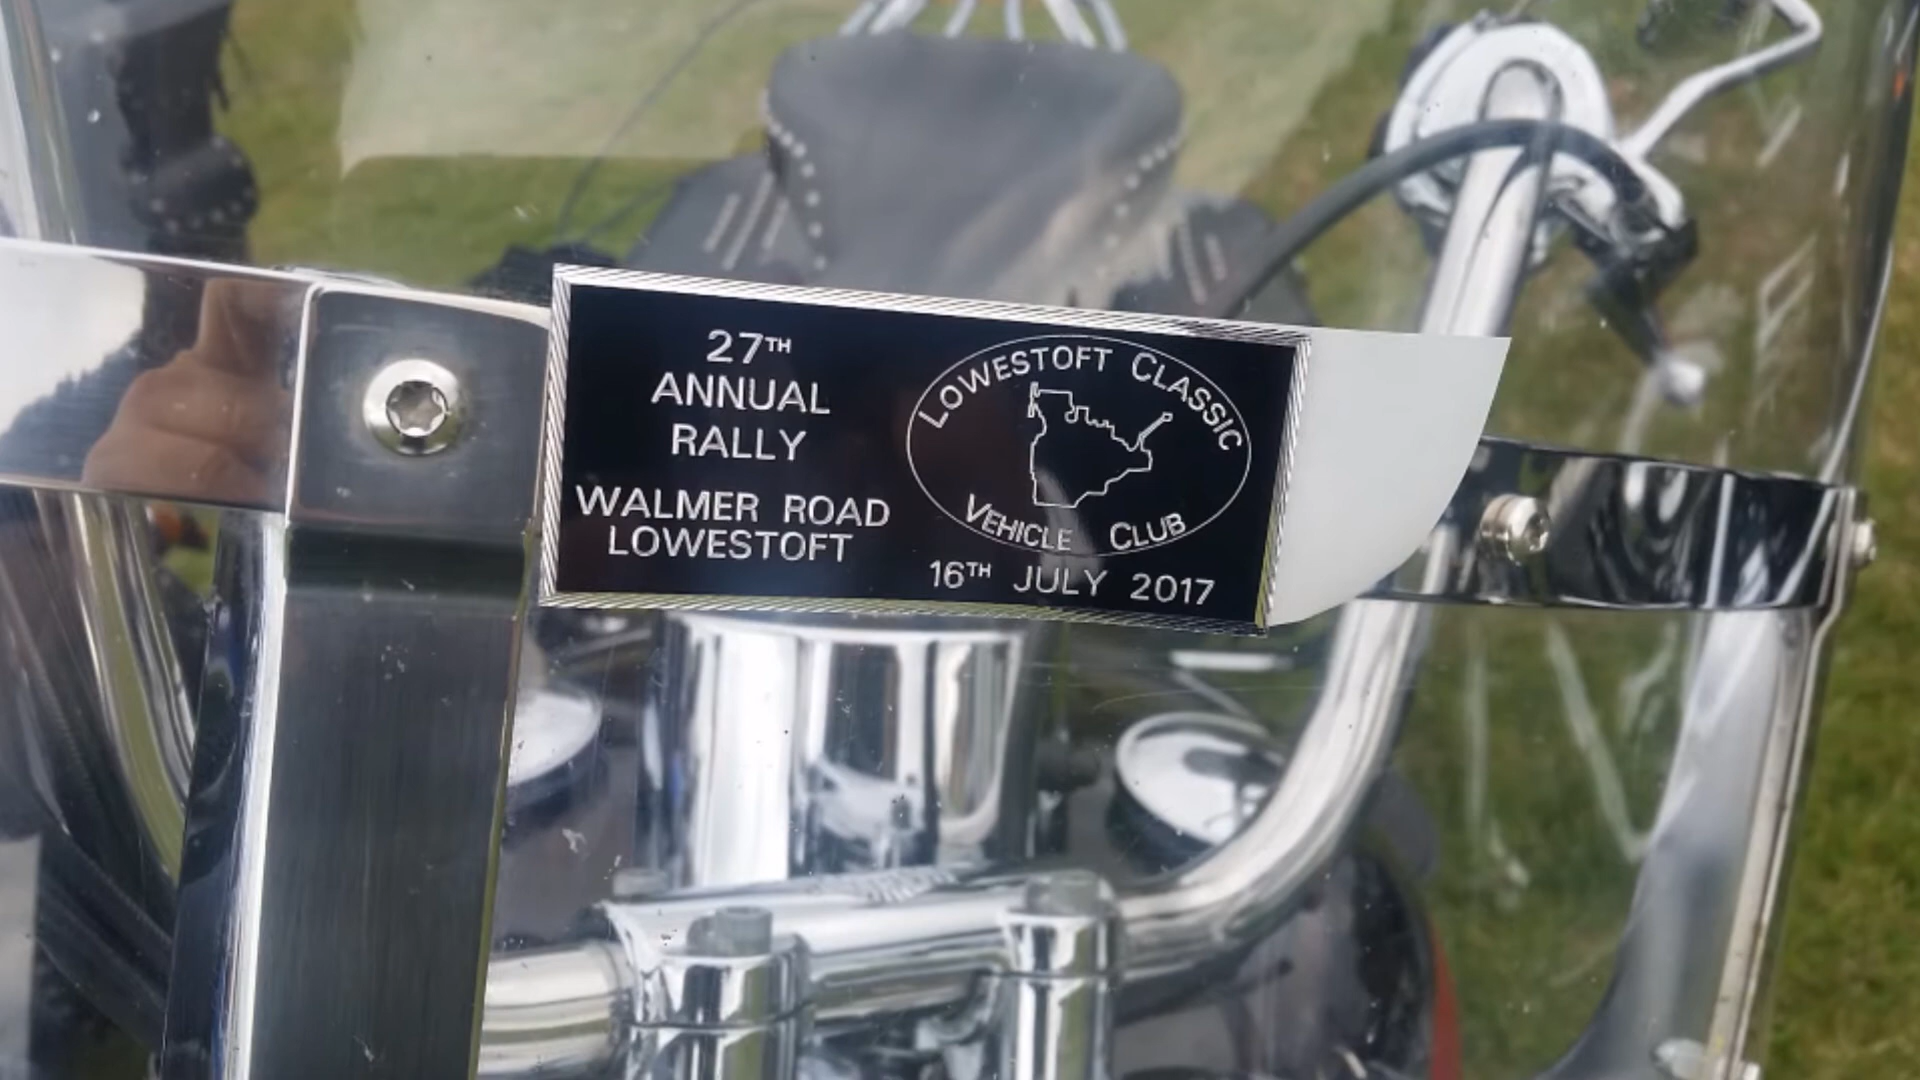 27TH
ANNUAL
RALLY
WALMER ROAD
LOWESTOFT
LOWESTOFT CLASSIC
VEHICLE CLUB
16TH JULY 2017